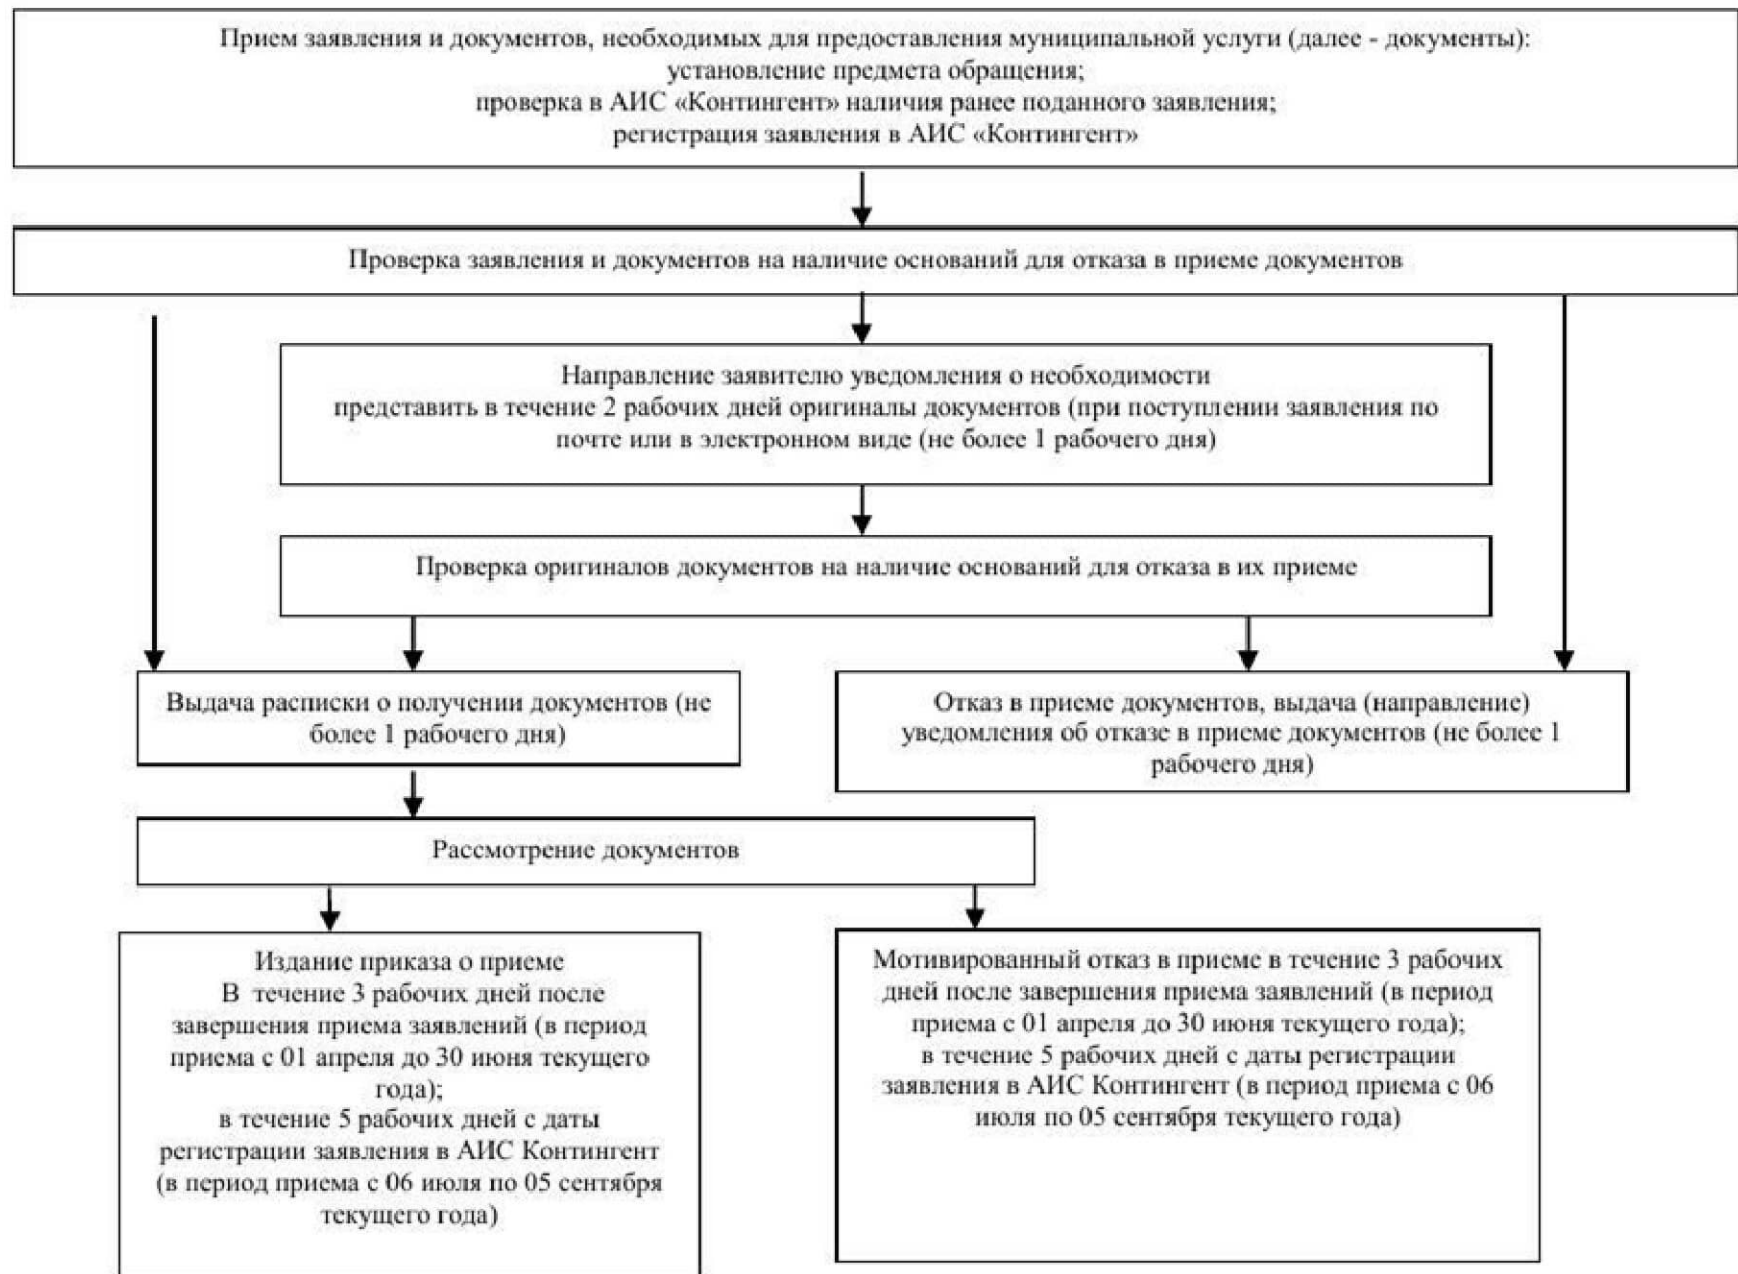 Прием заявления и документов, необходимых для предоставления муниципальной услуги (далее - документы):
установление предмета обращения;
проверка в АИС «Контингент» наличия ранее поданного заявления;
регистрация заявления в АИС «Контингент»
Проверка заявления и документов на наличие оснований для отказа в приеме документов
Направление заявителю уведомления о необходимости
представить в течение 2 рабочих дней оригиналы документов (при поступлении заявления по
почте или в электронном виде (не более 1 рабочего дня)
Проверка оригиналов документов на наличие оснований для отказа в их приеме
Выдача расписки о получении документов (не
более 1 рабочего дня)
Отказ в приеме документов, выдача (направление)
уведомления об отказе в приеме документов (не более 1
рабочего дня)
Рассмотрение документов
Издание приказа о приеме
В течение 3 рабочих дней после
завершения приема заявлений (в период
приема с 01 апреля до 30 июня текущего
года);
в течение 5 рабочих дней с даты
регистрации заявления в АИС Контингент
(в период приема с 06 июля по 05 сентября
текущего года)
Мотивированный отказ в приеме в течение 3 рабочих
дней после завершения приема заявлений (в период
приема с 01 апреля до 30 июня текущего года);
в течение 5 рабочих дней с даты регистрации
заявления в АИС Контингент (в период приема с 06
июля по 05 сентября текущего года)